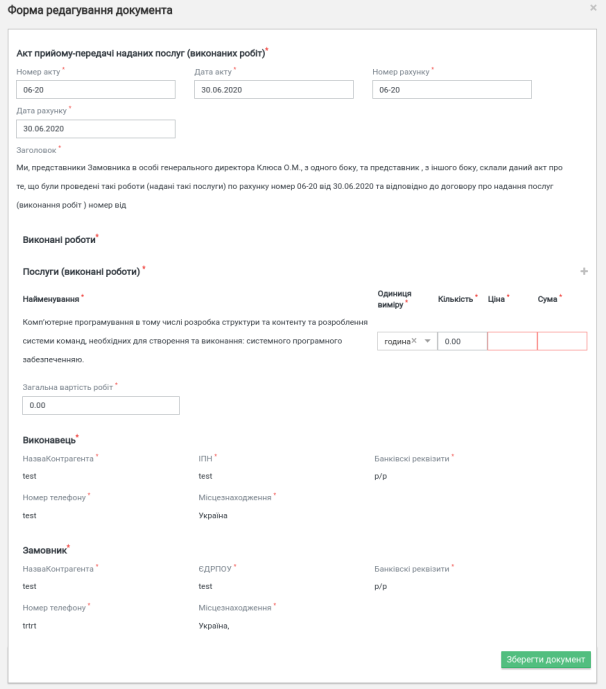 Форма редагування документа ×
Акт прийому-передачі наданих послуг (виконаних робіт)*
Номер акту * Дата акту * Номер рахунку *
06-20 30.06.2020 06-20
Дата рахунку *
30.06.2020
Заголовок *
Ми, представники Замовника в особі генерального директора Клюса О.М., з одного боку, та представник , з іншого боку, склали даний акт про
те, що були проведені такі роботи (надані такі послуги) по рахунку номер 06-20 від 30.06.2020 та відповідно до договору про надання послуг
(виконання робіт ) номер від
Виконані роботи*
Послуги (виконані роботи) * +
Найменування * Одиниця виміру * Кількість * Ціна * Сума *
Комп'ютерне програмування в тому числі розробка структури та контенту та розроблення
системи команд, необхідних для створення та виконання: системного програмного
забезпеченняю.
година× 0.00
Загальна вартість робіт *
0.00
Виконавець*
НазваКонтрагента * ІПН * Банківскі реквізити *
test test р/р
Номер телефону * Місцезнаходження *
test Україна
Замовник*
НазваКонтрагента * ЄДРПОУ * Банківскі реквізити *
test test р/р
Номер телефону * Місцезнаходження *
trtrt Україна,
Зберегти документ